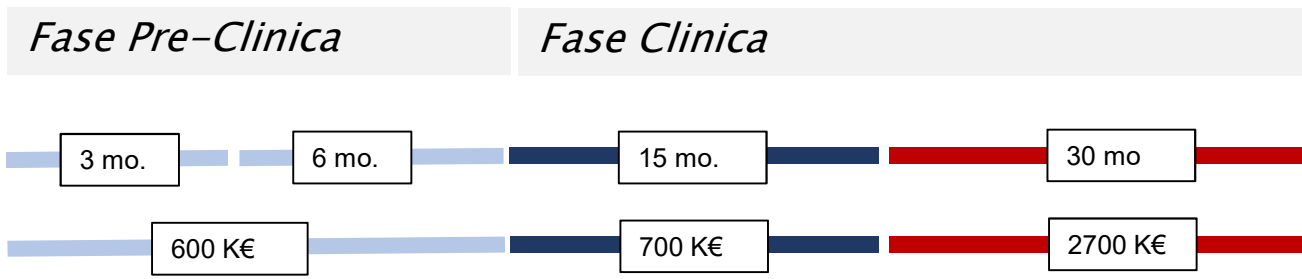 Fase Pre-Clinica
Fase Clinica
3 mo.
6 mo.
15 mo.
30 mo
600 K€
700 K€
2700 K€